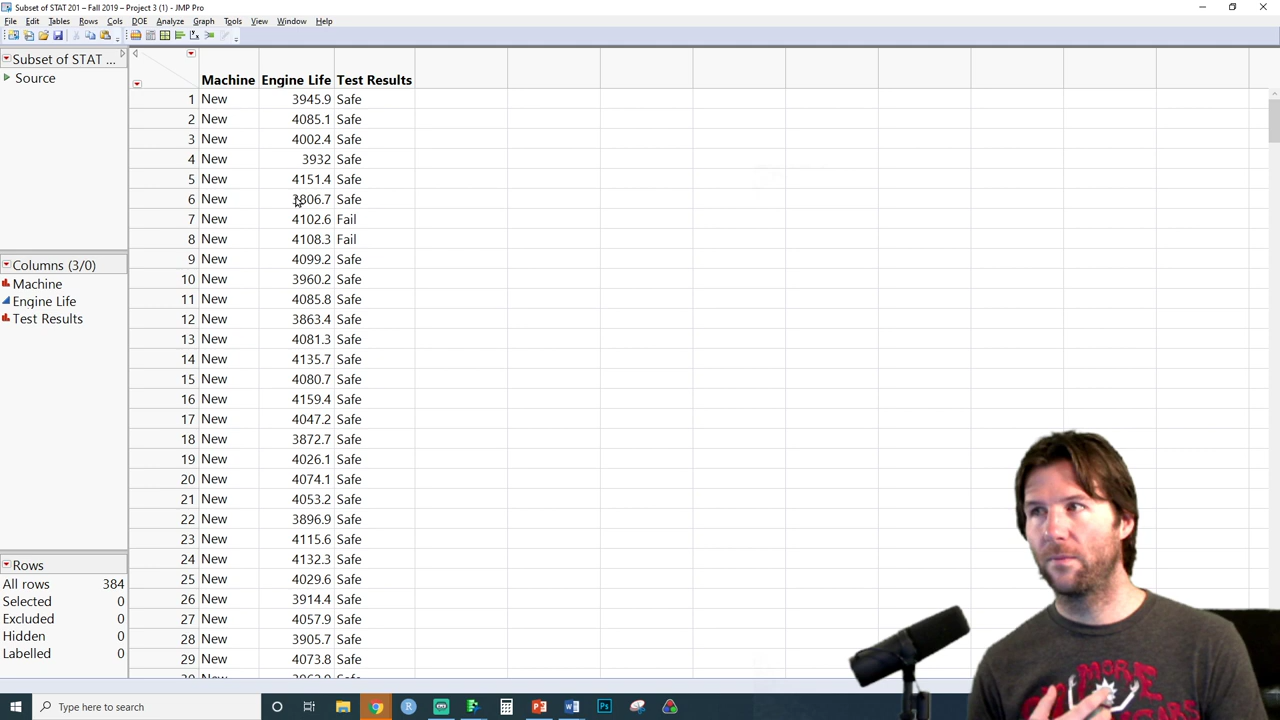 Subset of STAT 201 – Fall 2019 – Project 3 (1) - JMP Pro
File Edit Tables Rows Cols DOE Analyze Graph Tools View Window Help
Subset of STAT ...
Source
Columns (3/0)
Machine
Engine Life
Test Results
Rows
All rows 384
Selected 0
Excluded 0
Hidden 0
Labelled 0
Machine Engine Life Test Results
1 New 3945.9 Safe
2 New 4085.1 Safe
3 New 4002.4 Safe
4 New 3932 Safe
5 New 4151.4 Safe
6 New 3806.7 Safe
7 New 4102.6 Fail
8 New 4108.3 Fail
9 New 4099.2 Safe
10 New 3960.2 Safe
11 New 4085.8 Safe
12 New 3863.4 Safe
13 New 4081.3 Safe
14 New 4135.7 Safe
15 New 4080.7 Safe
16 New 4159.4 Safe
17 New 4047.2 Safe
18 New 3872.7 Safe
19 New 4026.1 Safe
20 New 4074.1 Safe
21 New 4053.2 Safe
22 New 3896.9 Safe
23 New 4115.6 Safe
24 New 4132.3 Safe
25 New 4029.6 Safe
26 New 3914.4 Safe
27 New 4057.9 Safe
28 New 3905.7 Safe
29 New 4073.8 Safe
MORE
Type here to search